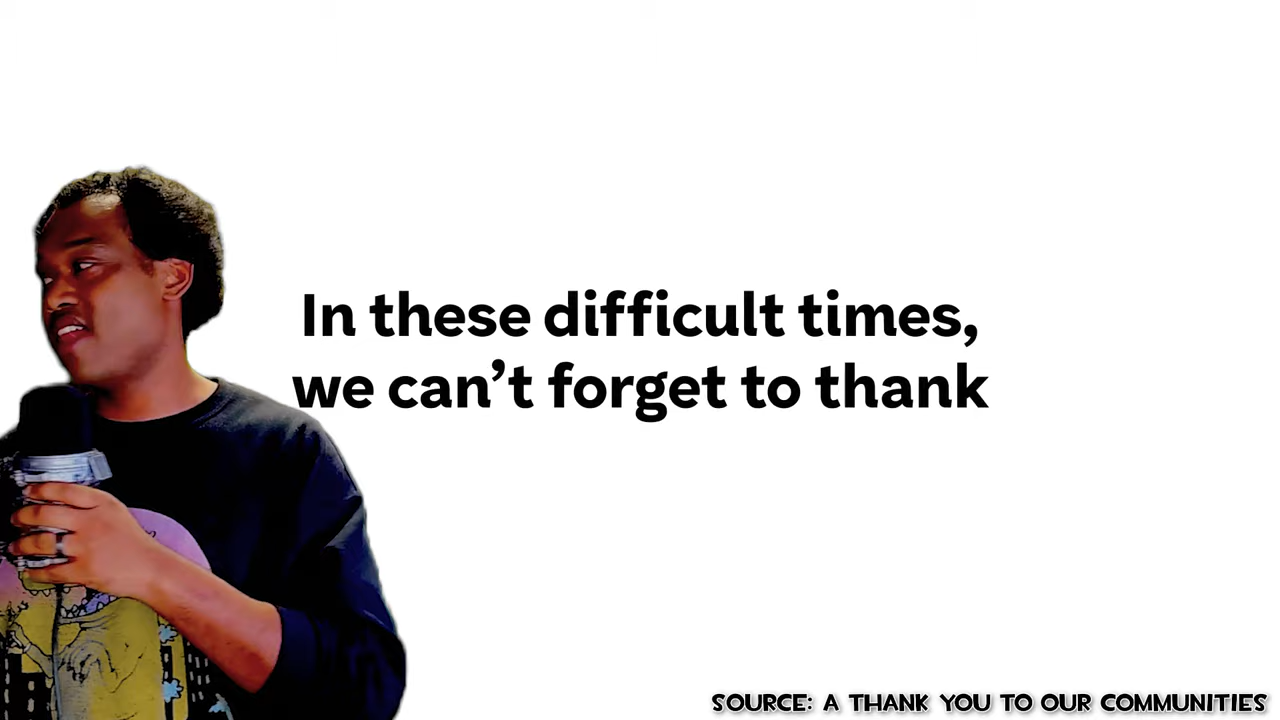 In these difficult times,
we can’t forget to thank
SOURCE: A THANK YOU TO OUR COMMUNITIES